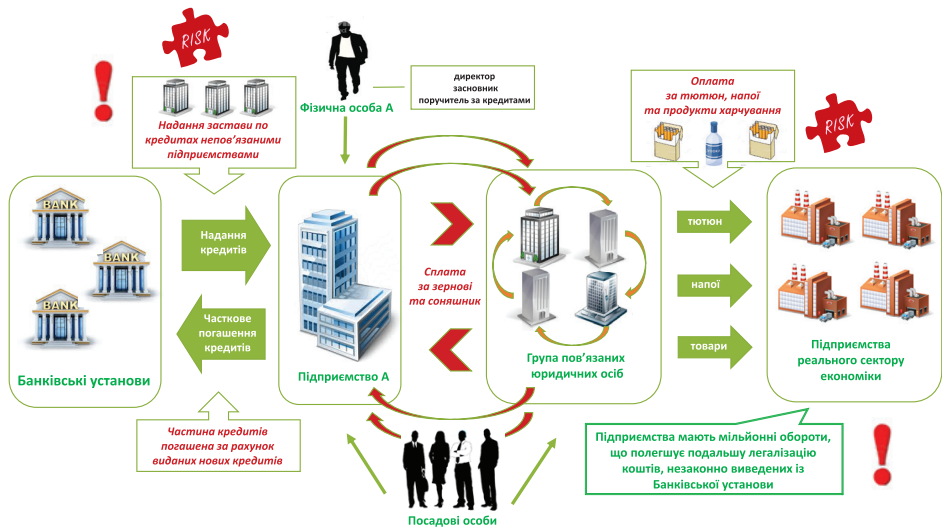 RISK
директор
засновник
поручитель за кредитами
Фізична особа А
Надання застави по
кредитах непов’язаними
підприємствами
Оплата
за тютюн, напої
та продукти харчування
RISK
BANK
BANK
BANK
Банківські установи
Надання
кредитів
Часткове
погашення
кредитів
Підприємство А
Сплата
за зернові
та соняшник
Група пов’язаних
юридичних осіб
тютюн
напої
товари
Підприємства
реального сектору
економіки
Частина кредитів
погашена за рахунок
виданих нових кредитів
Посадові особи
Підприємства мають мільйонні обороти,
що полегшує подальшу легалізацію
коштів, незаконно виведених із
Банківської установи